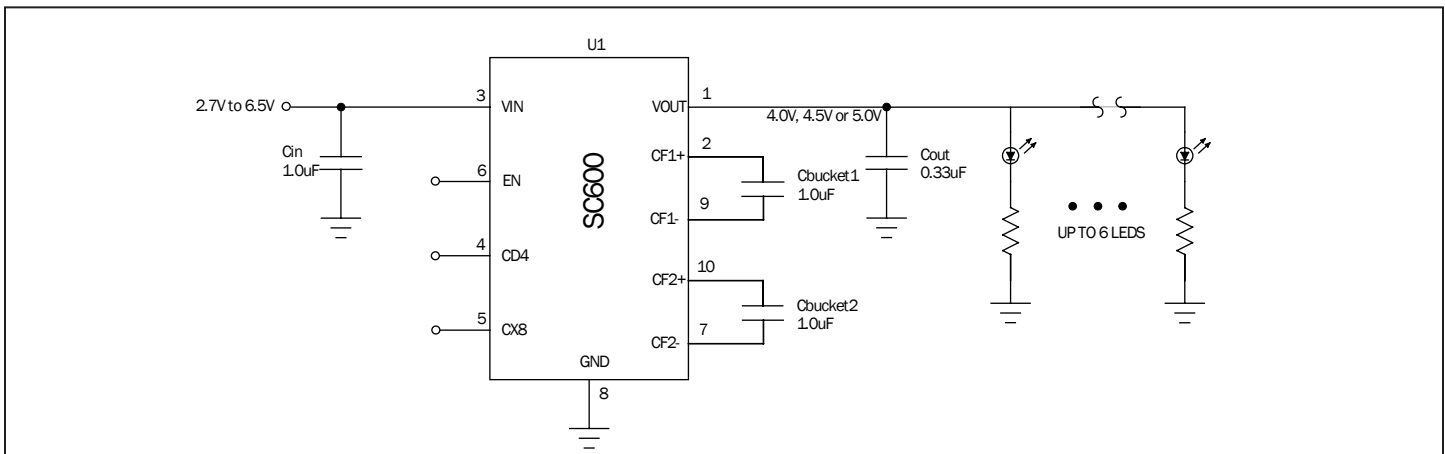 U1
2.7V to 6.5V
3
VIN
VOUT
1
4.0V, 4.5V or 5.0V
Cin
1.0uF
6
EN
4
CD4
5
CX8
SC600
CF1+
2
Cbucket1
1.0uF
CF1-
9
CF2+
10
Cbucket2
1.0uF
CF2-
7
GND
8
Cout
0.33uF
UP TO 6 LEDS